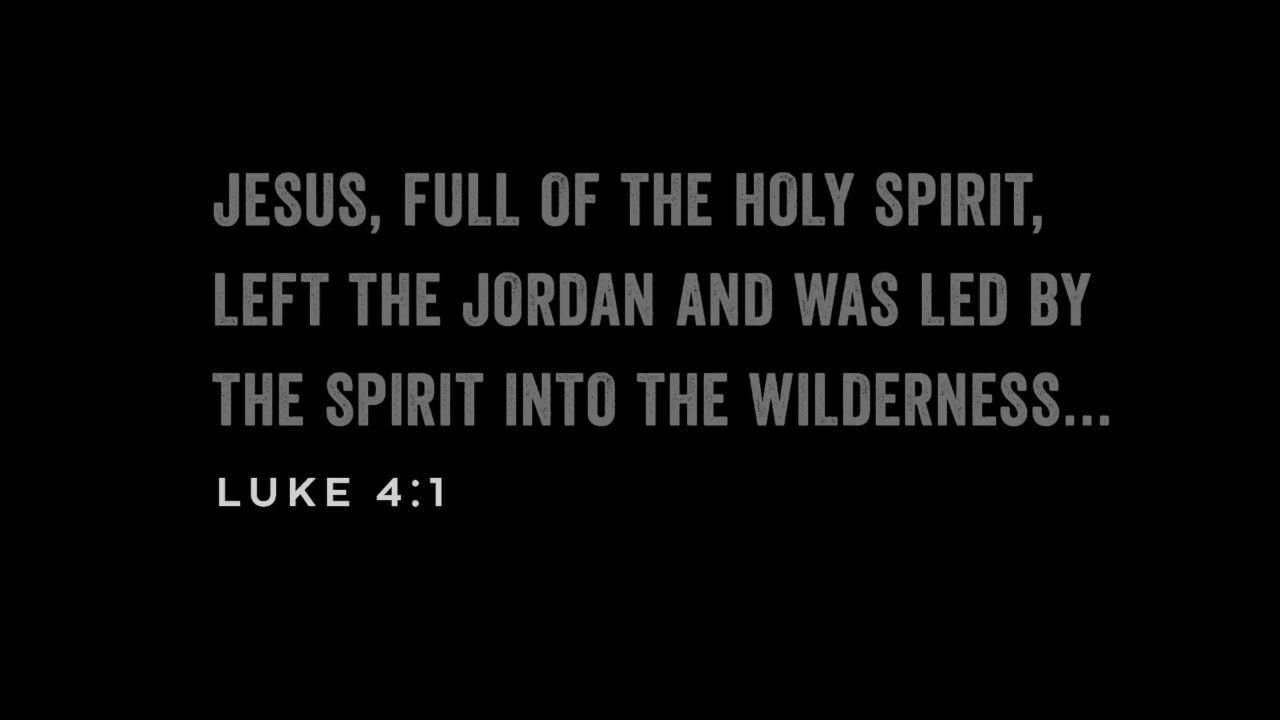 JESUS, FULL OF THE HOLY SPIRIT,
LEFT THE JORDAN AND WAS LED BY
THE SPIRIT INTO THE WILDERNESS...
LUKE 4:1